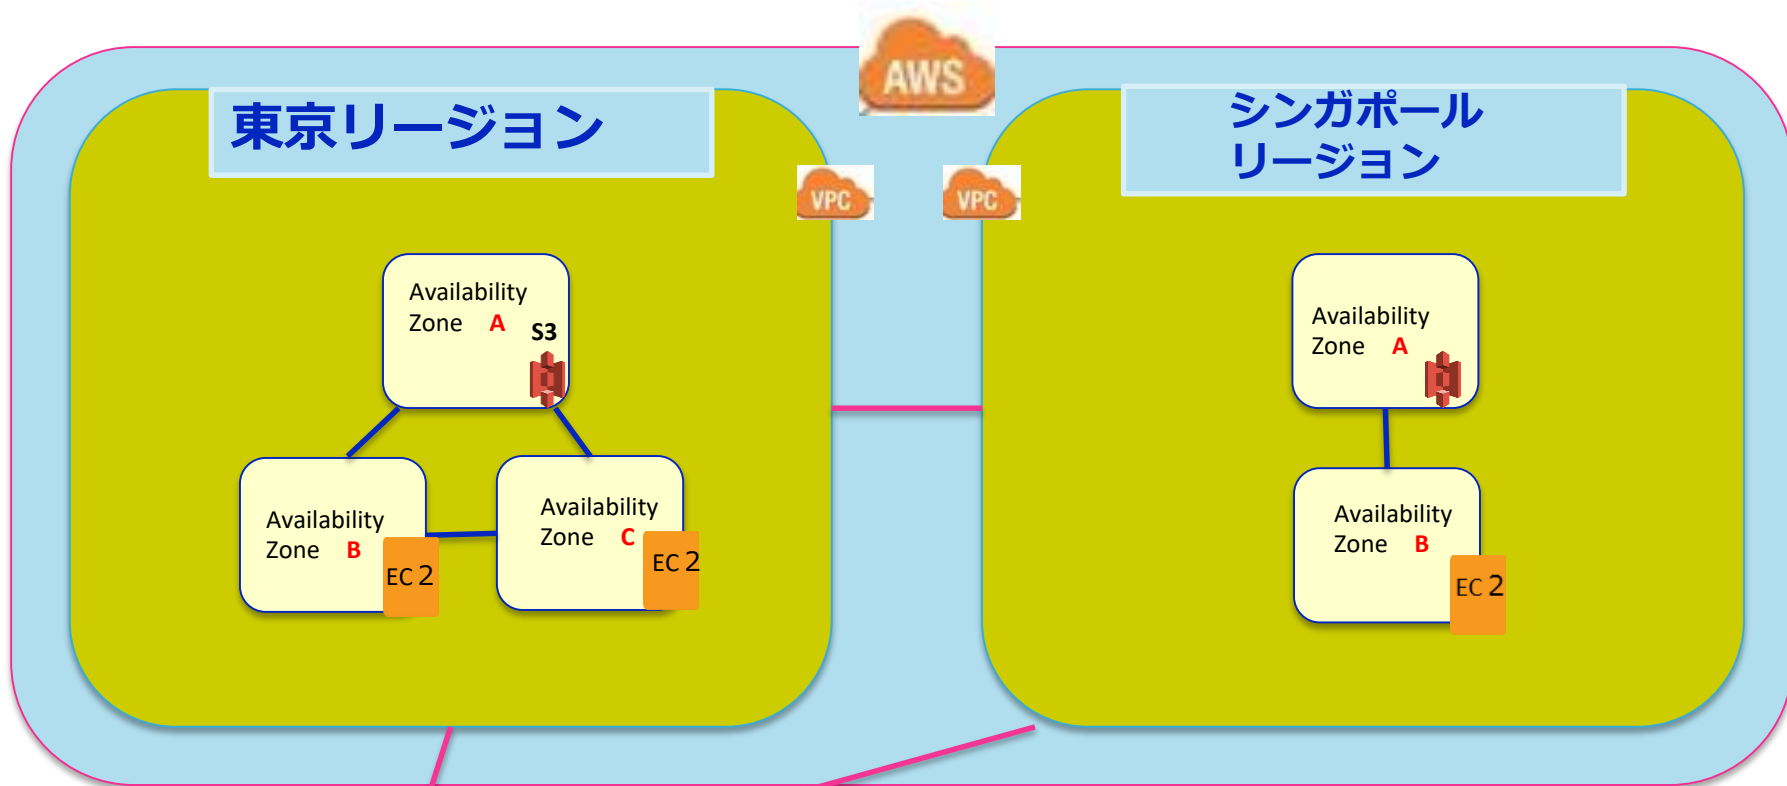 AWS
東京リージョン
シンガポール
リージョン
VPC
VPC
Availability
Zone A
S3
Availability
Zone B
EC 2
Availability
Zone C
EC 2
Availability
Zone A
Availability
Zone B
EC 2